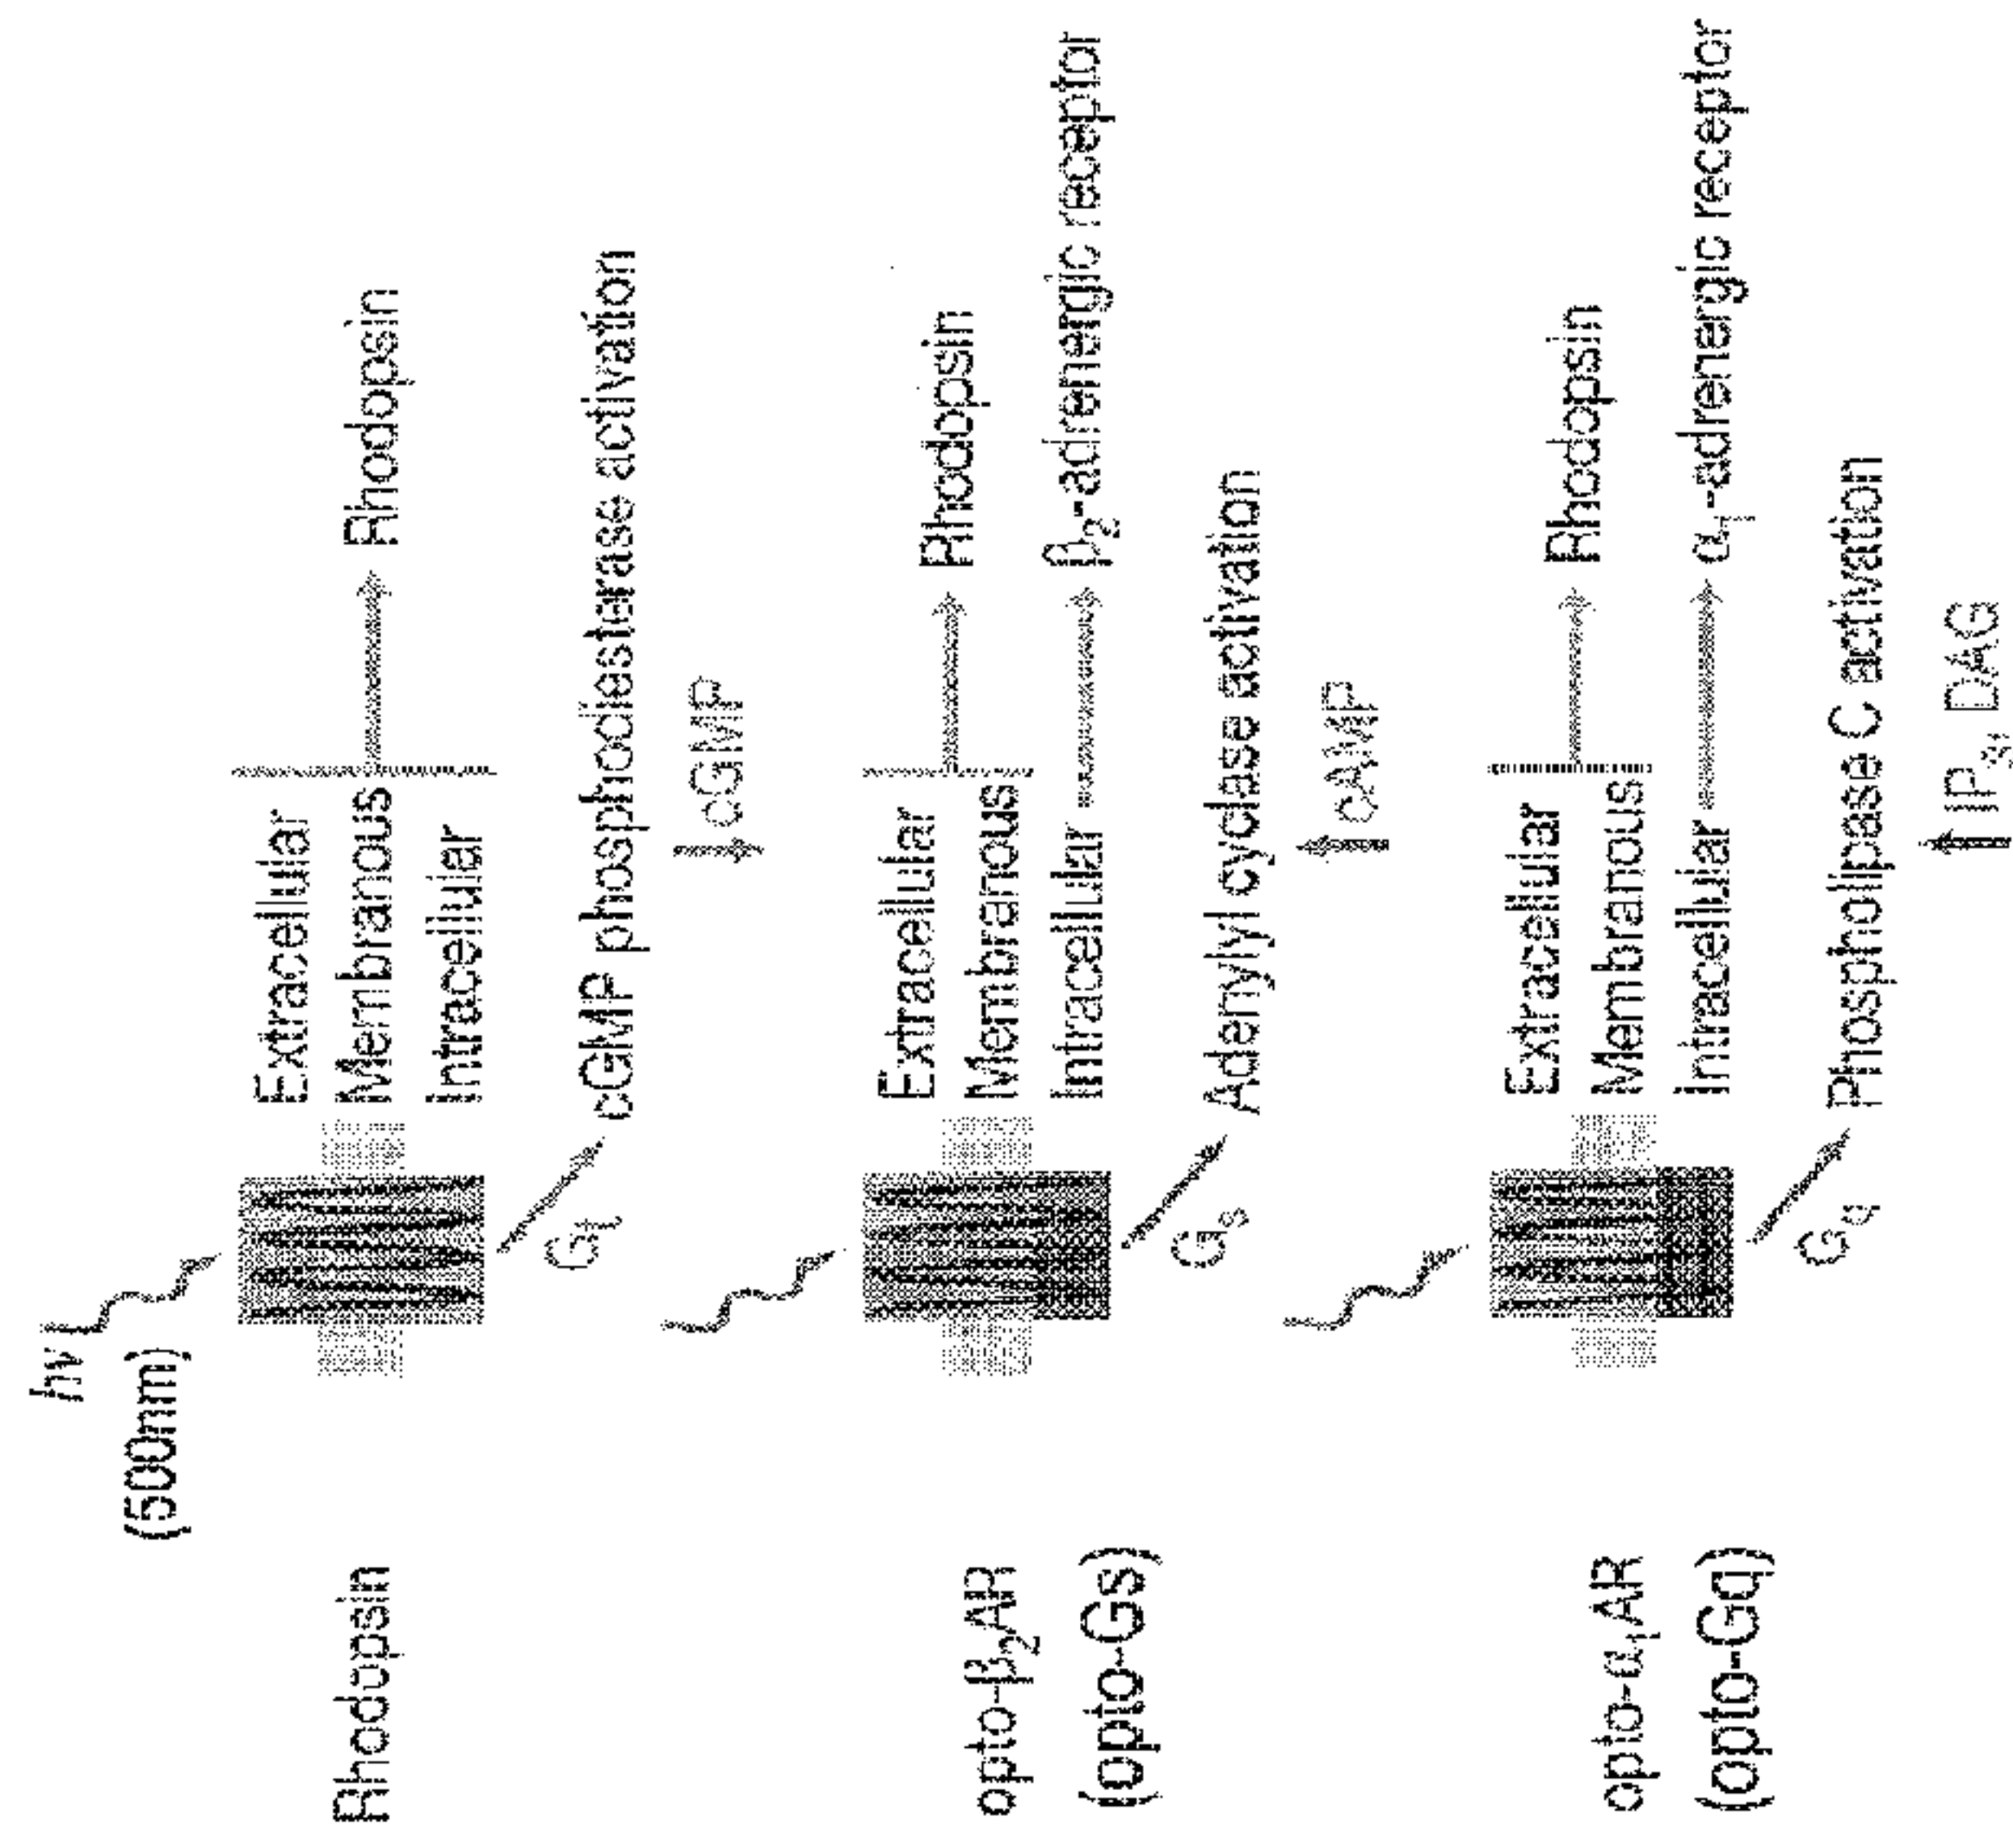 hν
(500nm)
Rhodopsin
Extracellular
Membranous
Intracellular
Rhodopsin
Gt
cGMP phosphodiesterase activation
cGMP
opto-β2AR
(opto-Gs)
Extracellular
Membranous
Intracellular
Rhodopsin
β2-adrenergic receptor
Gs
Adenylyl cyclase activation
cAMP
opto-α1AR
(opto-Gq)
Extracellular
Membranous
Intracellular
Rhodopsin
α1-adrenergic receptor
Gq
Phospholipase C activation
IP3, DAG